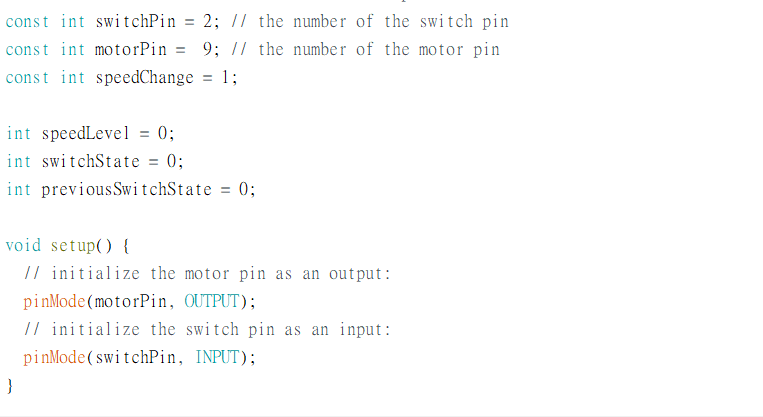 const int switchPin = 2; // the number of the switch pin
const int motorPin =  9; // the number of the motor pin
const int speedChange = 1;

int speedLevel = 0;
int switchState = 0;
int previousSwitchState = 0;

void setup() {
  // initialize the motor pin as an output:
  pinMode(motorPin, OUTPUT);
  // initialize the switch pin as an input:
  pinMode(switchPin, INPUT);
}